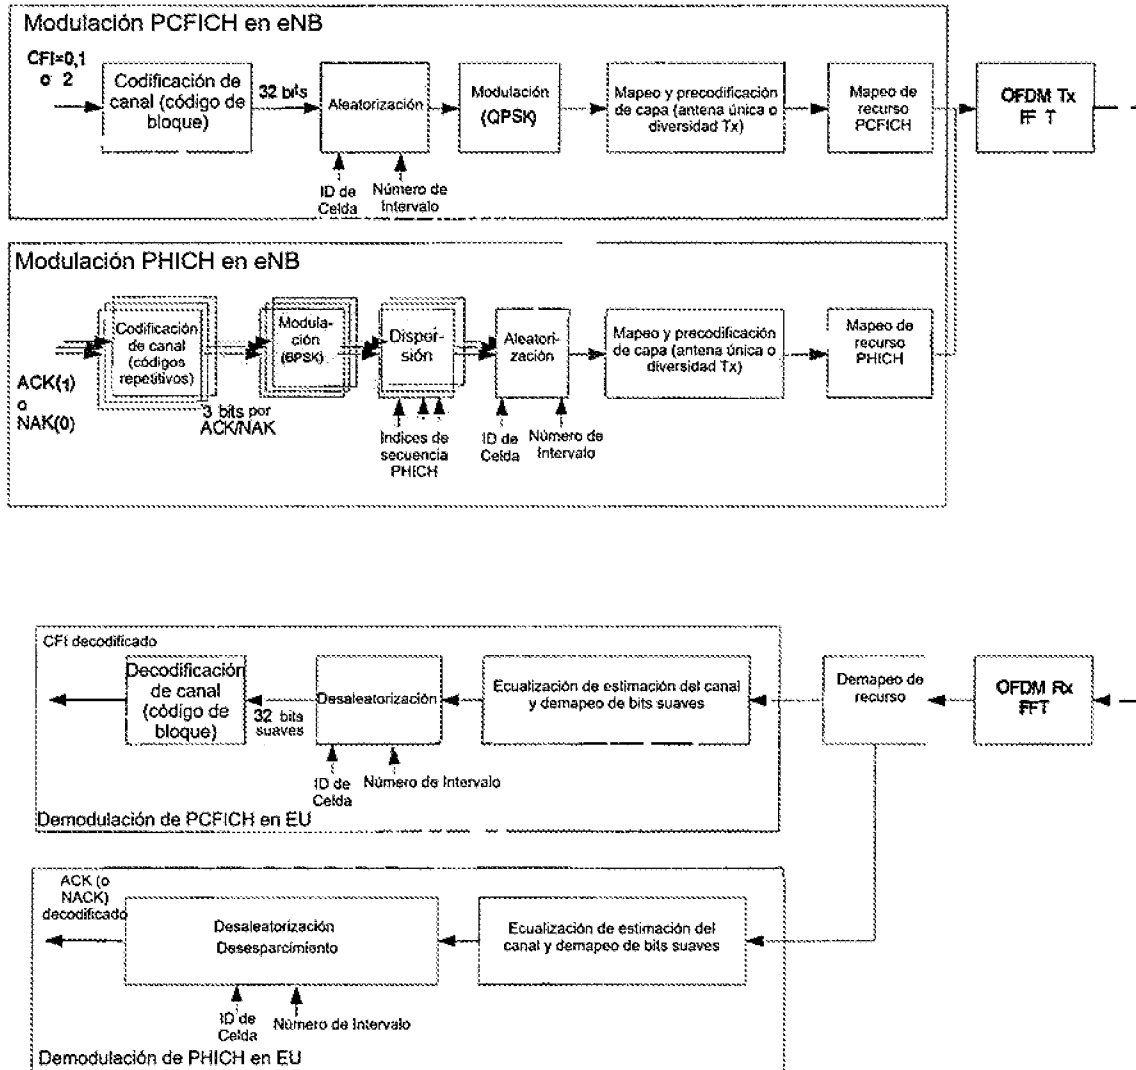 Modulación PCFICH en eNB
CFI=0,1
o 2
Codificación de
canal (código de
bloque)
32 bits
Aleatorización
ID de
Celda
Número de
Intervalo
Modulación
(QPSK)
Mapeo y precodificación
de capa (antena única o
diversidad Tx)
Mapeo de
recurso
PCFICH
OFDM Tx
IFFT
Modulación PHICH en eNB
ACK(1)
o
NAK(0)
Codificación
de canal
(códigos
repetitivos)
3 bits por
ACK/NAK
Modula-
ción
(BPSK)
Disper-
sión
Indices de
secuencia
PHICH
Aleator-
ización
ID de
Celda
Número de
Intervalo
Mapeo y precodificación
de capa (antena única o
diversidad Tx)
Mapeo de
recurso
PHICH
CFI decodificado
Decodificación
de canal
(código de
bloque)
32 bits
suaves
Desaleatorización
ID de
Celda
Número de Intervalo
Ecualización de estimación del canal
y demapeo de bits suaves
Demapeo de
recurso
OFDM Rx
FFT
Demodulación de PCFICH en EU
ACK (o
NACK)
decodificado
Desaleatorización
Desesparcimiento
ID de
Celda
Número de Intervalo
Ecualización de estimación del
canal y demapeo de bits suaves
Demodulación de PHICH en EU